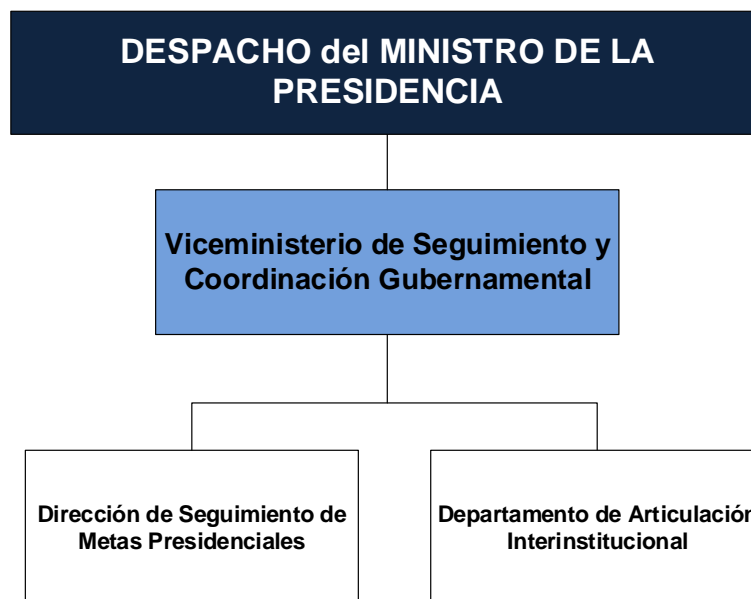 DESPACHO del MINISTRO DE LA
PRESIDENCIA
Viceministerio de Seguimiento y
Coordinación Gubernamental
Dirección de Seguimiento de
Metas Presidenciales
Departamento de Articulación
Interinstitucional